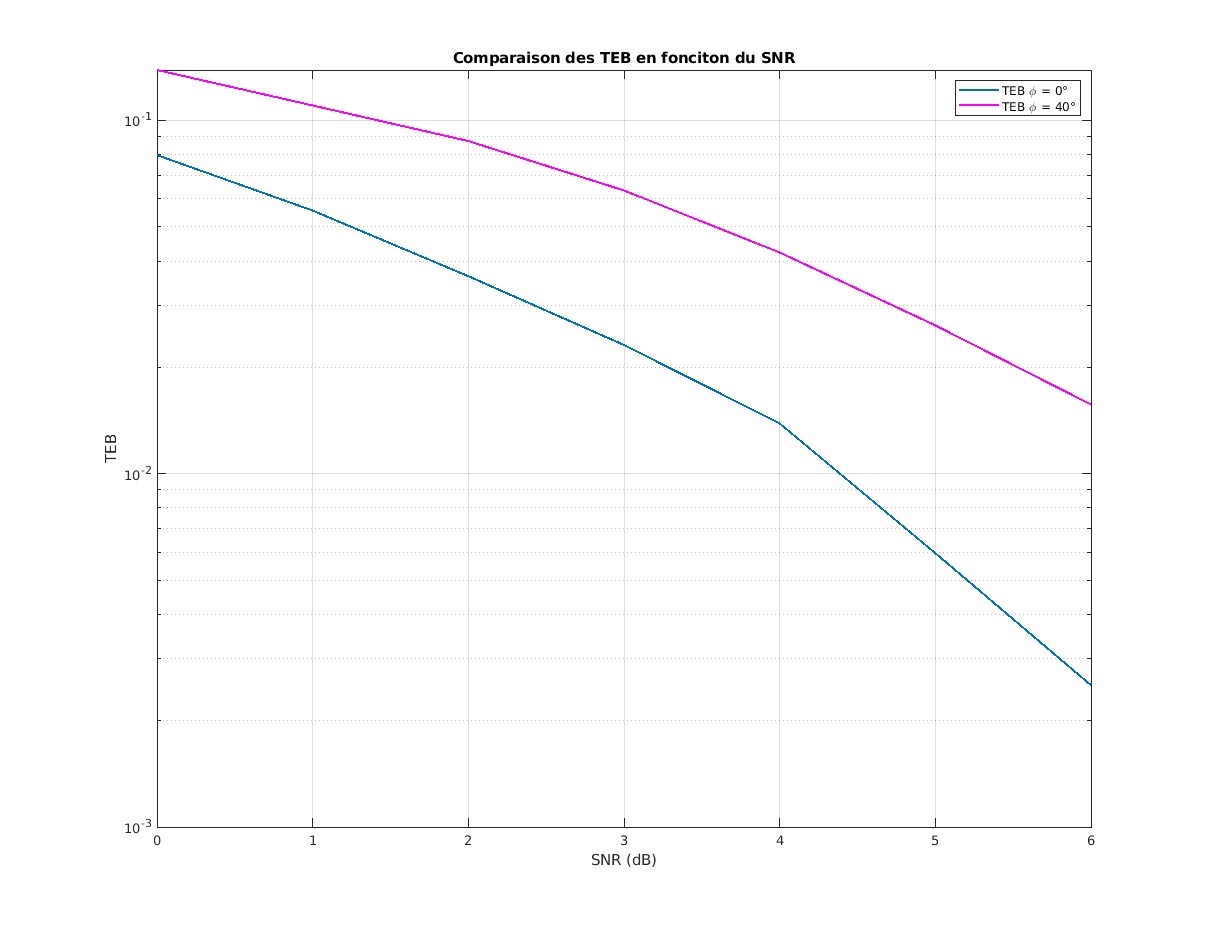 Comparaison des TEB en fonciton du SNR
TEB ϕ = 0°
TEB ϕ = 40°
10^-1
10^-2
10^-3
TEB
0 1 2 3 4 5 6
SNR (dB)